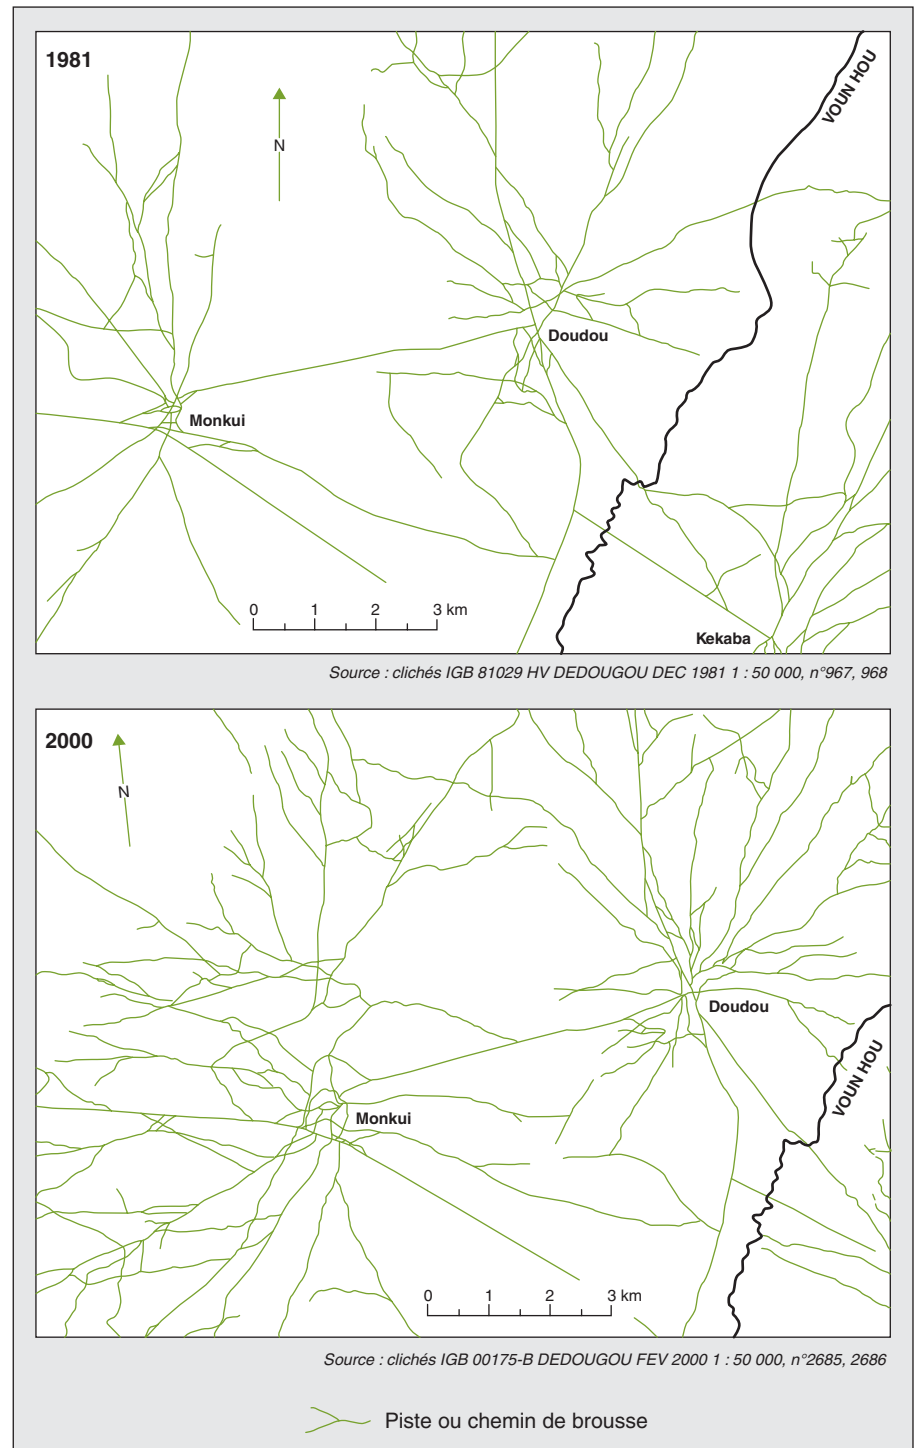 1981
N
VOUN HOU
Doudou
Monkui
0 1 2 3 km
Kekaba
Source : clichés IGB 81029 HV DEDOUGOU DEC 1981 1 : 50 000, n°967, 968
2000
N
Doudou
VOUN HOU
Monkui
0 1 2 3 km
Source : clichés IGB 00175-B DEDOUGOU FEV 2000 1 : 50 000, n°2685, 2686
Piste ou chemin de brousse